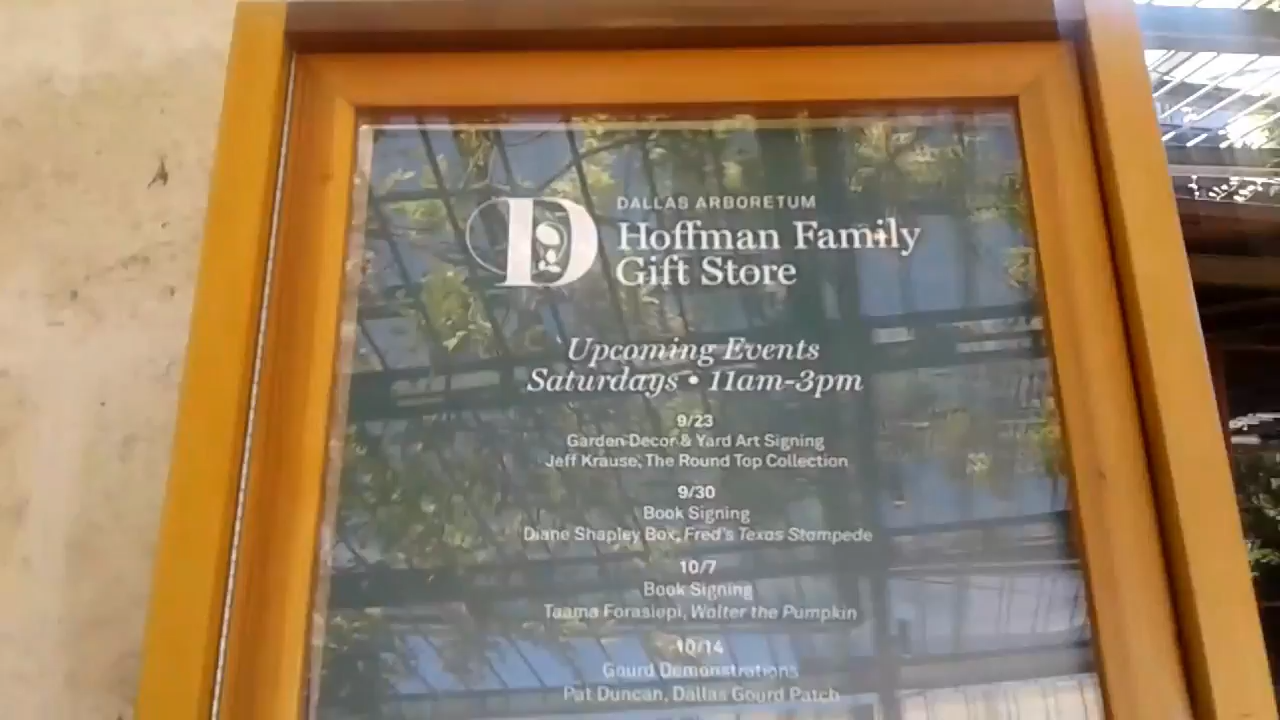 DALLAS ARBORETUM
Hoffman Family
Gift Store
Upcoming Events
Saturdays • 11am-3pm
9/23
Garden Decor & Yard Art Signing
Jeff Krause, The Round Top Collection
9/30
Book Signing
Diane Shapley Box, Fred's Texas Stampede
10/7
Book Signing
Taama Forasiepi, Walter the Pumpkin
10/14
Gourd Demonstrations
Pat Duncan, Dallas Gourd Patch